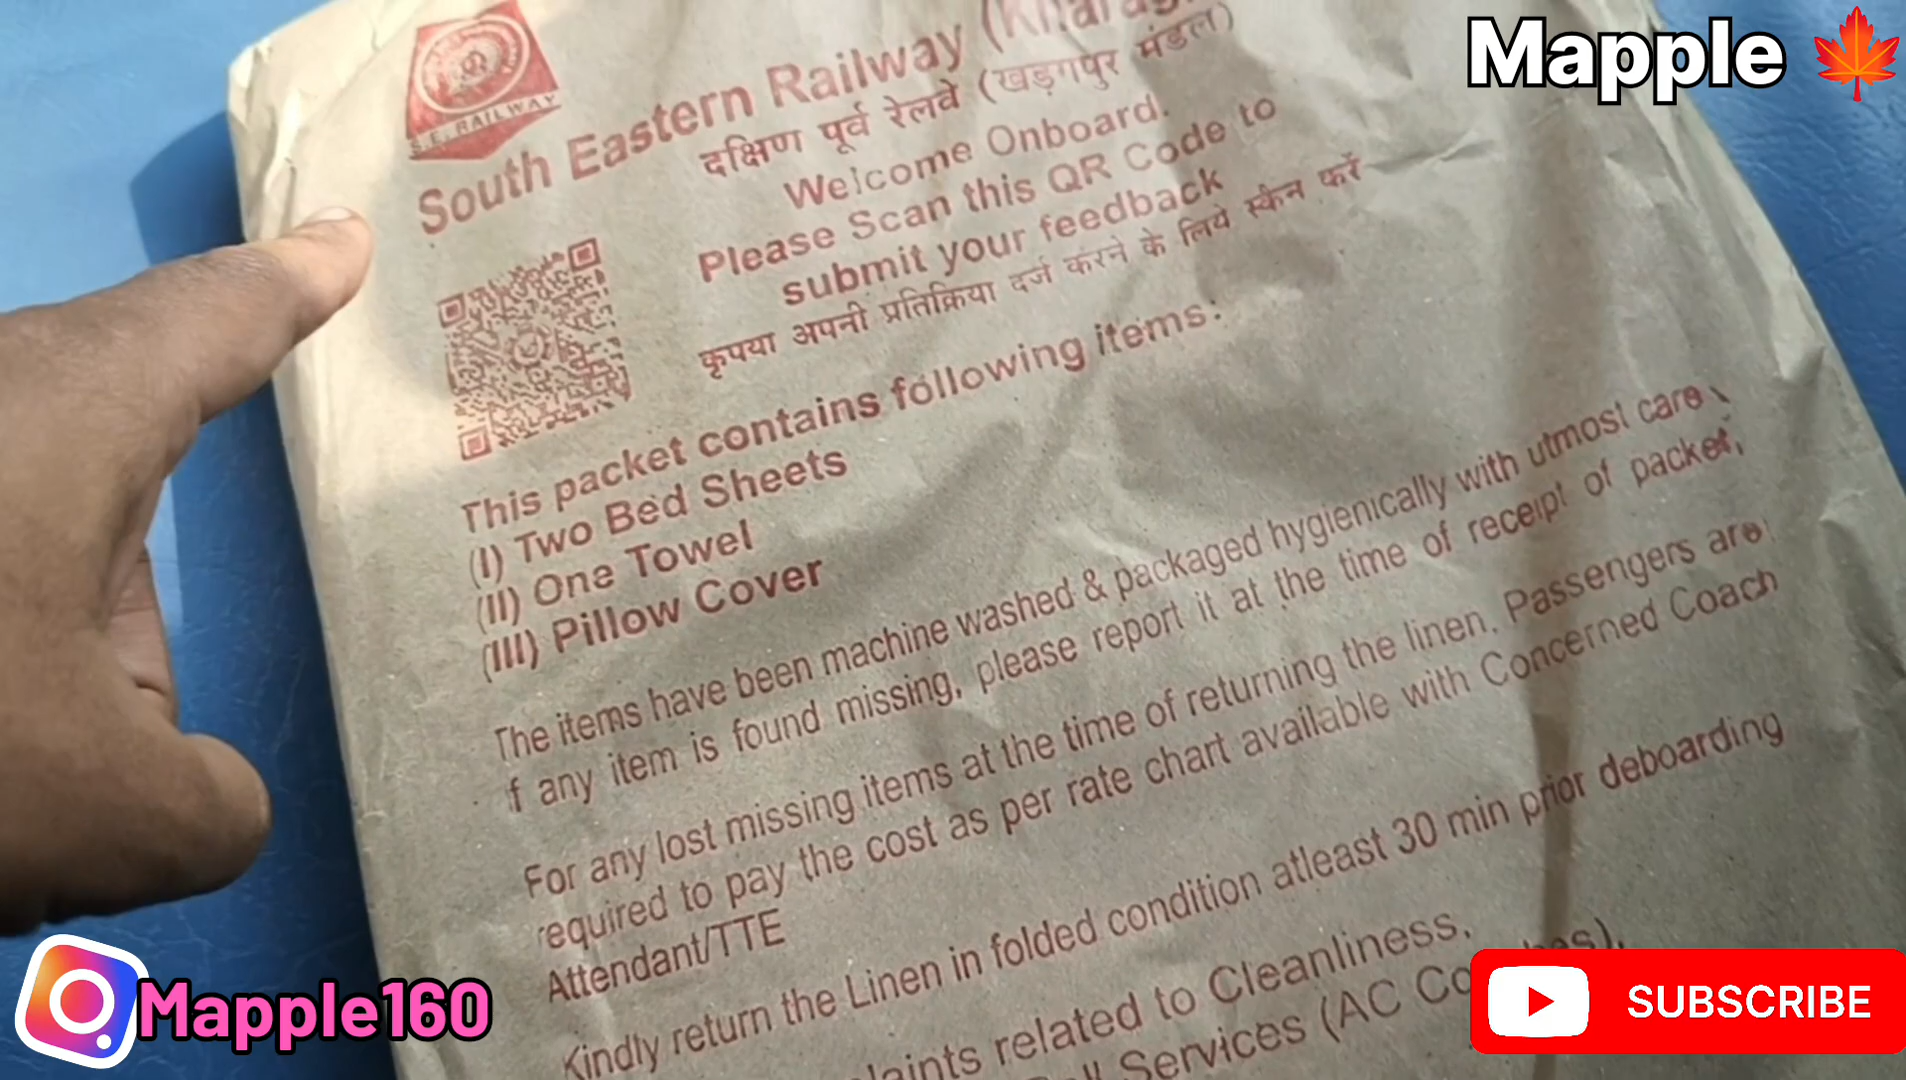 Mapple
S.E. RAILWAY
South Eastern Railway
दक्षिण पूर्व रेलवे (खड़गपुर मंडल)
Welcome Onboard.
Please Scan this QR Code to
submit your feedback
कृपया अपनी प्रतिक्रिया दर्ज करने के लिये स्कैन करें
This packet contains following items:
(I) Two Bed Sheets
(II) One Towel
(III) Pillow Cover
The items have been machine washed & packaged hygienically with utmost care
f any item is found missing, please report it at the time of receipt of packet,
For any lost missing items at the time of returning the linen. Passengers are
required to pay the cost as per rate chart available with Concerned Coach
Attendant/TTE
Kindly return the Linen in folded condition atleast 30 min prior deboarding
related to Cleanliness,
Services (AC
Mapple160
SUBSCRIBE